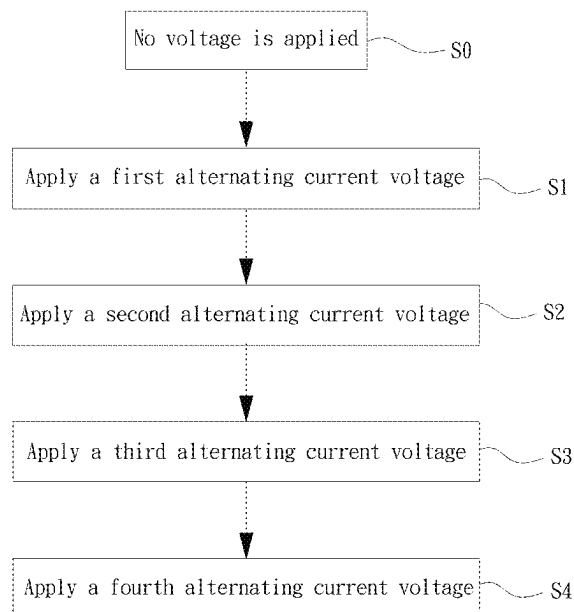 No voltage is applied
S0
Apply a first alternating current voltage
S1
Apply a second alternating current voltage
S2
Apply a third alternating current voltage
S3
Apply a fourth alternating current voltage
S4